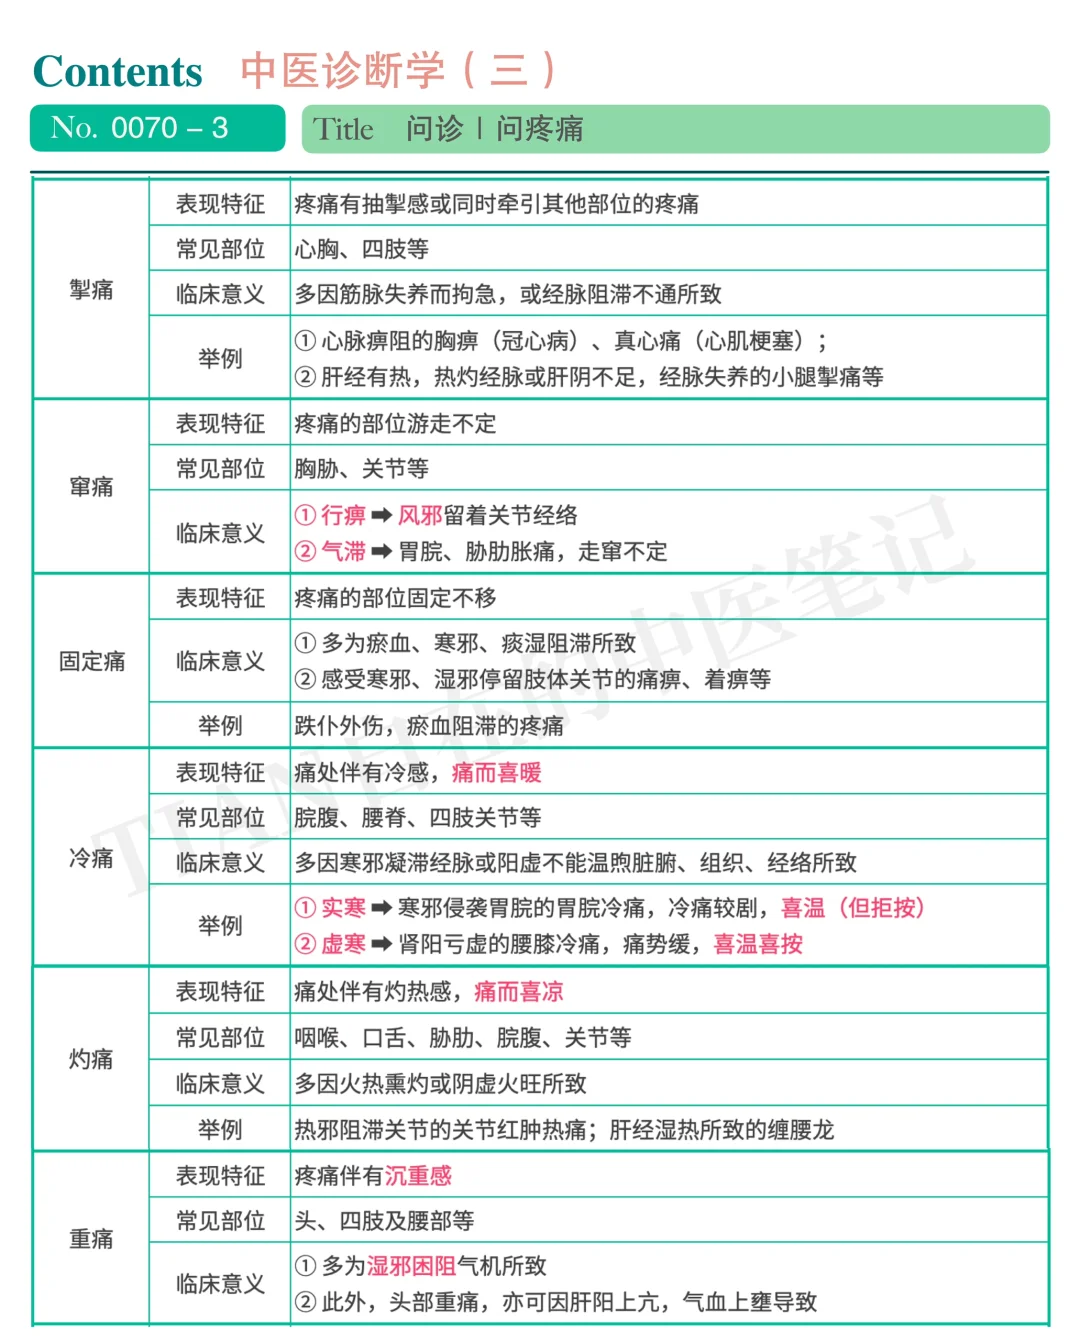 Contents 中医诊断学（三）
No. 0070 – 3 Title 问诊 | 问疼痛
掣痛
表现特征 疼痛有抽掣感或同时牵引其他部位的疼痛
常见部位 心胸、四肢等
临床意义 多因筋脉失养而拘急，或经脉阻滞不通所致
举例
① 心脉痹阻的胸痹（冠心病）、真心痛（心肌梗塞）；
② 肝经有热，热灼经脉或肝阴不足，经脉失养的小腿掣痛等
窜痛
表现特征 疼痛的部位游走不定
常见部位 胸胁、关节等
临床意义
① 行痹 ➡ 风邪留着关节经络
② 气滞 ➡ 胃脘、胁肋胀痛，走窜不定
固定痛
表现特征 疼痛的部位固定不移
临床意义
① 多为瘀血、寒邪、痰湿阻滞所致
② 感受寒邪、湿邪停留肢体关节的痛痹、着痹等
举例 跌仆外伤，瘀血阻滞的疼痛
冷痛
表现特征 痛处伴有冷感，痛而喜暖
常见部位 脘腹、腰脊、四肢关节等
临床意义 多因寒邪凝滞经脉或阳虚不能温煦脏腑、组织、经络所致
举例
① 实寒 ➡ 寒邪侵袭胃脘的胃脘冷痛，冷痛较剧，喜温（但拒按）
② 虚寒 ➡ 肾阳亏虚的腰膝冷痛，痛势缓，喜温喜按
灼痛
表现特征 痛处伴有灼热感，痛而喜凉
常见部位 咽喉、口舌、胁肋、脘腹、关节等
临床意义 多因火热熏灼或阴虚火旺所致
举例 热邪阻滞关节的关节红肿热痛；肝经湿热所致的缠腰龙
重痛
表现特征 疼痛伴有沉重感
常见部位 头、四肢及腰部等
临床意义
① 多为湿邪困阻气机所致
② 此外，头部重痛，亦可因肝阳上亢，气血上壅导致
TIAN自在的中医笔记